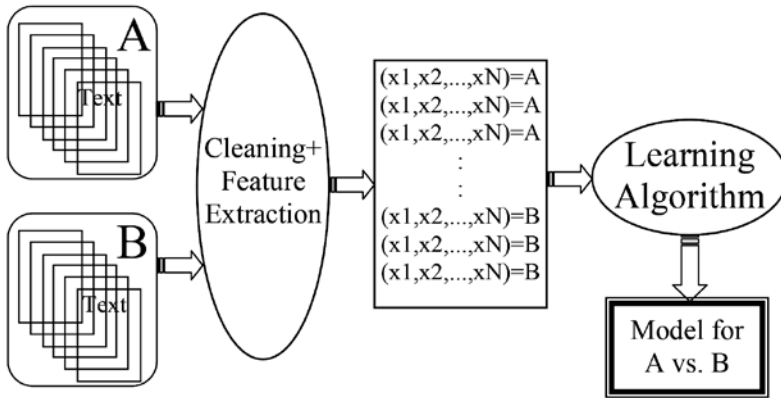 A
Text
B
Text
Cleaning+
Feature
Extraction
(x1,x2,...,xN)=A
(x1,x2,...,xN)=A
(x1,x2,...,xN)=A
:
:
(x1,x2,...,xN)=B
(x1,x2,...,xN)=B
(x1,x2,...,xN)=B
Learning
Algorithm
Model for
A vs. B